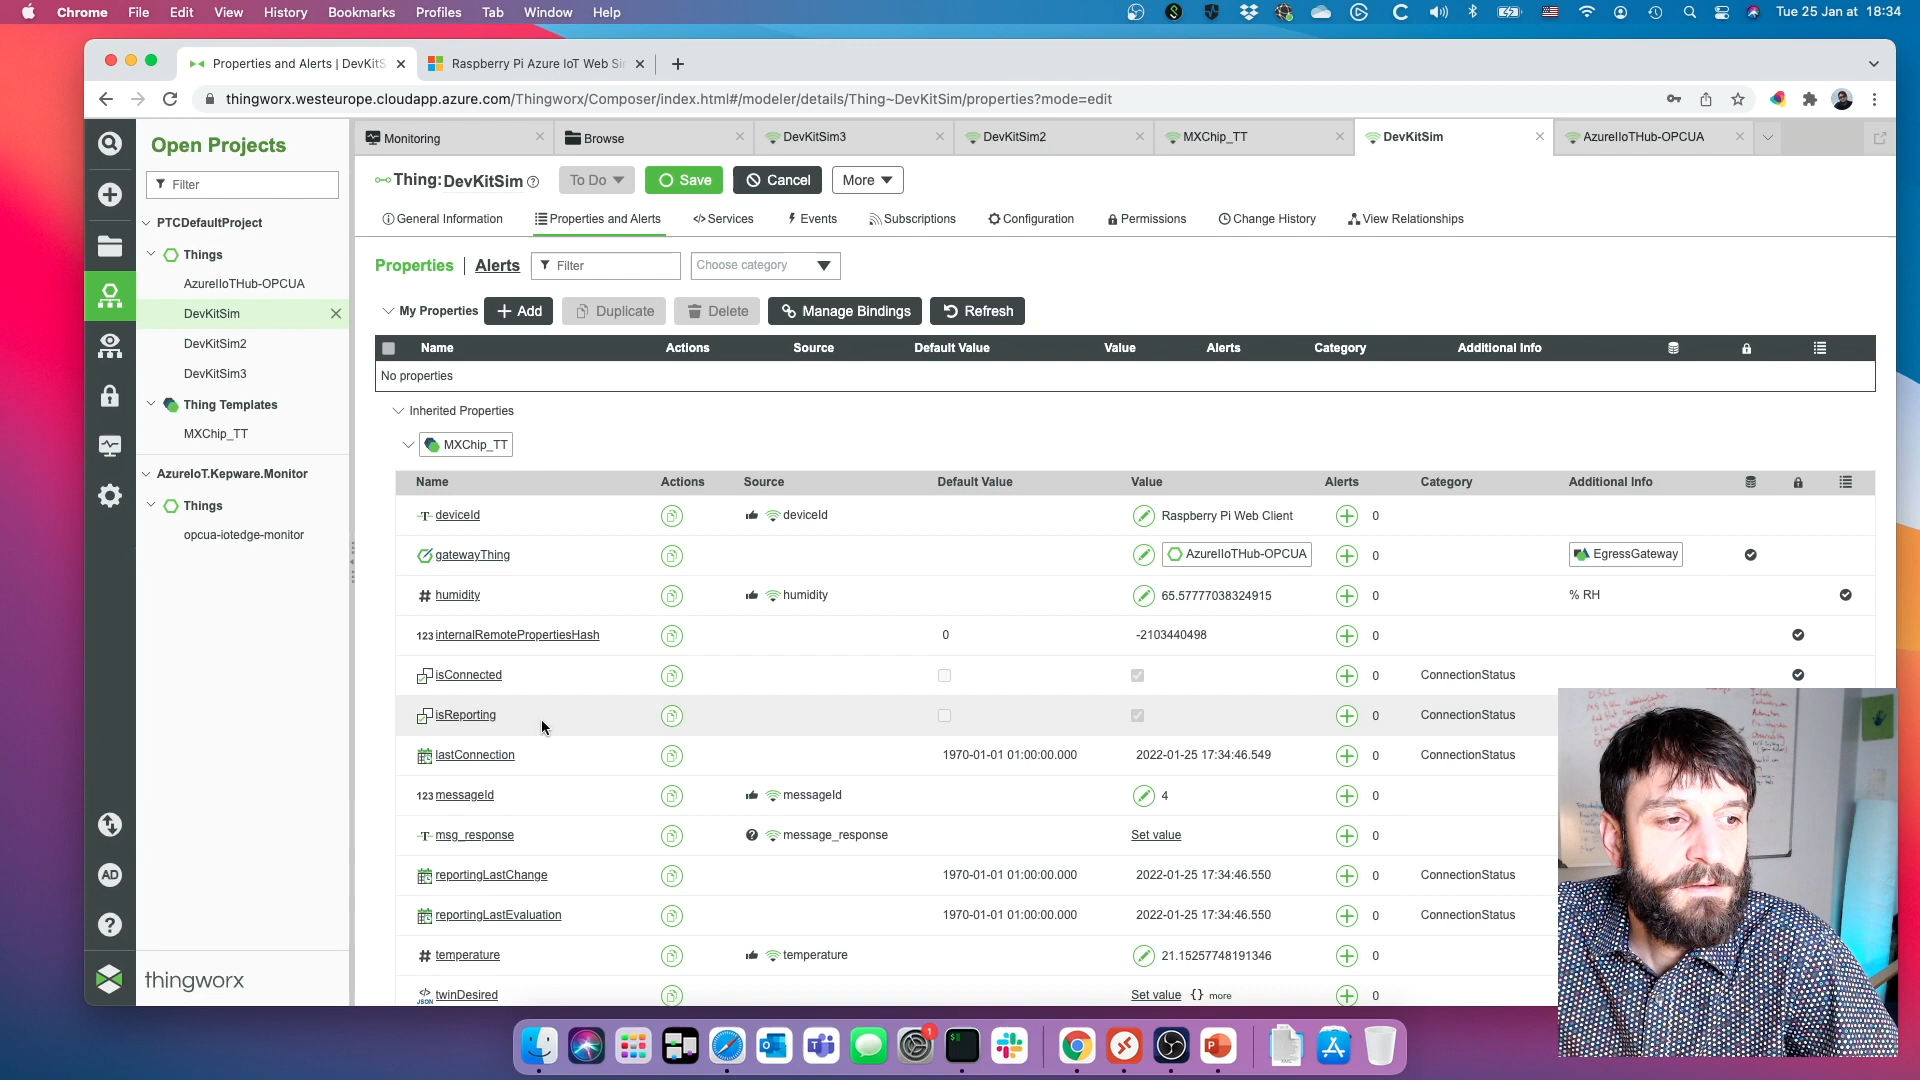 Chrome File Edit View History Bookmarks Profiles Tab Window Help Tue 25 Jan at 18:34
Properties and Alerts | DevKitS Raspberry Pi Azure IoT Web Si
thingworx.westeurope.cloudapp.azure.com/Thingworx/Composer/index.html#/modeler/details/Thing~DevKitSim/properties?mode=edit
Open Projects
Filter
PTCDefaultProject
Things
AzureIIoTHub-OPCUA
DevKitSim
DevKitSim2
DevKitSim3
Thing Templates
MXChip_TT
AzureIoT.Kepware.Monitor
Things
opcua-iotedge-monitor
AD
thingworx
Monitoring Browse DevKitSim3 DevKitSim2 MXChip_TT DevKitSim AzureIIoTHub-OPCUA
Thing: DevKitSim To Do Save Cancel More
General Information Properties and Alerts Services Events Subscriptions Configuration Permissions Change History View Relationships
Properties | Alerts Filter Choose category
My Properties Add Duplicate Delete Manage Bindings Refresh
Name Actions Source Default Value Value Alerts Category Additional Info
No properties
Inherited Properties
MXChip_TT
Name Actions Source Default Value Value Alerts Category Additional Info
deviceId deviceId Raspberry Pi Web Client 0
gatewayThing AzureIIoTHub-OPCUA 0 EgressGateway
# humidity humidity 65.57777038324915 0 % RH
123 internalRemotePropertiesHash 0 -2103440498 0
isConnected 0 ConnectionStatus
isReporting 0 ConnectionStatus
lastConnection 1970-01-01 01:00:00.000 2022-01-25 17:34:46.549 0 ConnectionStatus
123 messageId messageId 4 0
msg_response message_response Set value 0
reportingLastChange 1970-01-01 01:00:00.000 2022-01-25 17:34:46.550 0 ConnectionStatus
reportingLastEvaluation 1970-01-01 01:00:00.000 2022-01-25 17:34:46.550 0 ConnectionStatus
# temperature temperature 21.15257748191346 0
JSON twinDesired Set value {} more 0